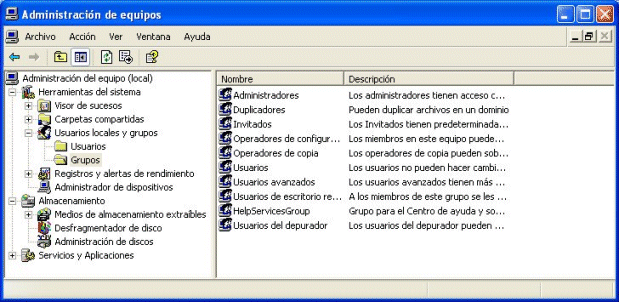 Administración de equipos
Archivo Acción Ver Ventana Ayuda
Administración del equipo (local)
Herramientas del sistema
Visor de sucesos
Carpetas compartidas
Usuarios locales y grupos
Usuarios
Grupos
Registros y alertas de rendimiento
Administrador de dispositivos
Almacenamiento
Medios de almacenamiento extraíbles
Desfragmentador de disco
Administración de discos
Servicios y Aplicaciones
Nombre Descripción
Administradores Los administradores tienen acceso c...
Duplicadores Pueden duplicar archivos en un dominio
Invitados Los Invitados tienen predeterminada...
Operadores de configur... Los miembros en este equipo puede...
Operadores de copia Los operadores de copia pueden sob...
Usuarios Los usuarios no pueden hacer cambi...
Usuarios avanzados Los usuarios avanzados tienen más ...
Usuarios de escritorio re... A los miembros de este grupo se les ...
HelpServicesGroup Grupo para el Centro de ayuda y so...
Usuarios del depurador Los usuarios del depurador pueden ...